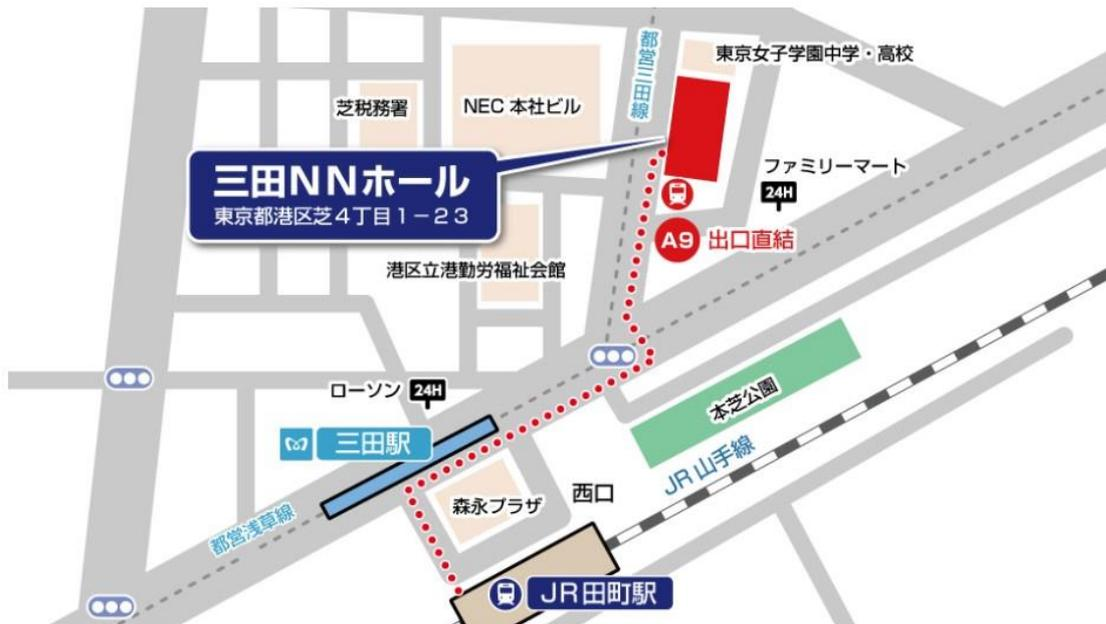 都営三田線
東京女子学園中学・高校
芝税務署
NEC 本社ビル
三田NNホール
東京都港区芝4丁目1-23
ファミリーマート
24H
A9 出口直結
港区立港勤労福祉会館
ローソン 24H
本芝公園
三田駅
JR山手線
森永プラザ
西口
都営浅草線
JR田町駅